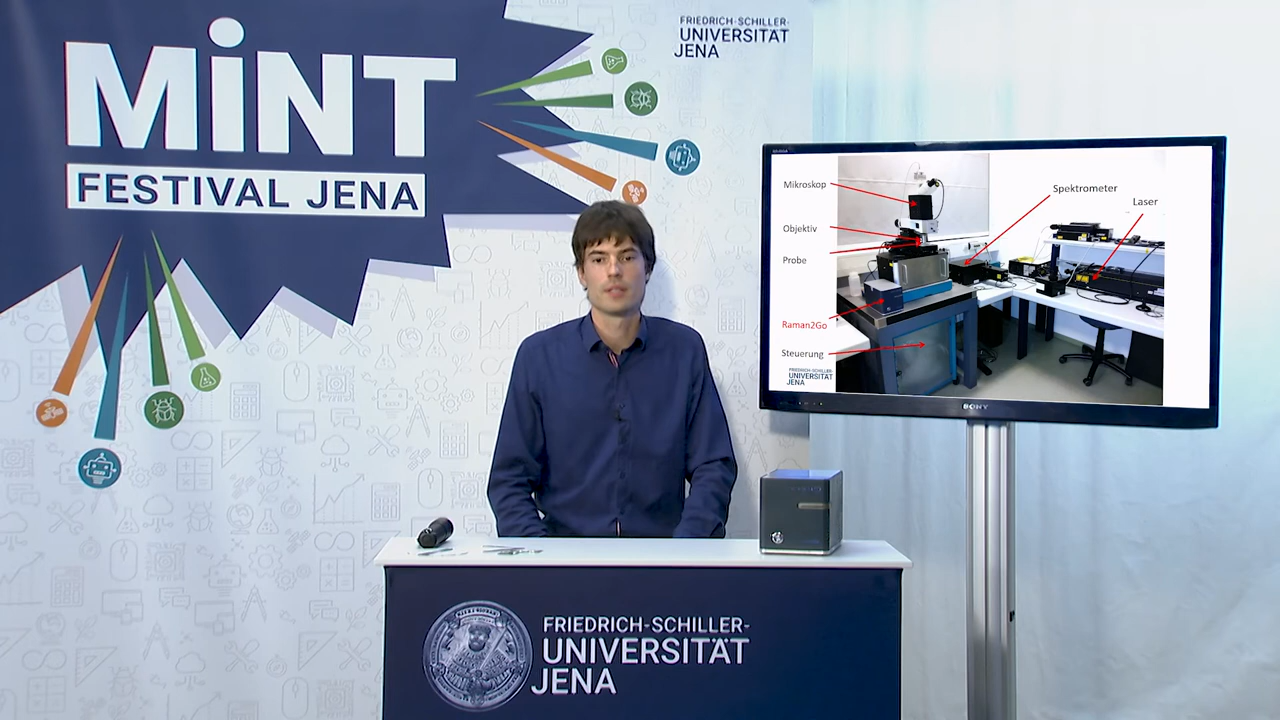 MiNT
FESTIVAL JENA
FRIEDRICH-SCHILLER-
UNIVERSITÄT
JENA
Mikroskop
Objektiv
Probe
Raman2Go
Steuerung
Spektrometer
Laser
FRIEDRICH-SCHILLER-
UNIVERSITÄT
JENA
SONY
FRIEDRICH-SCHILLER-
UNIVERSITÄT
JENA